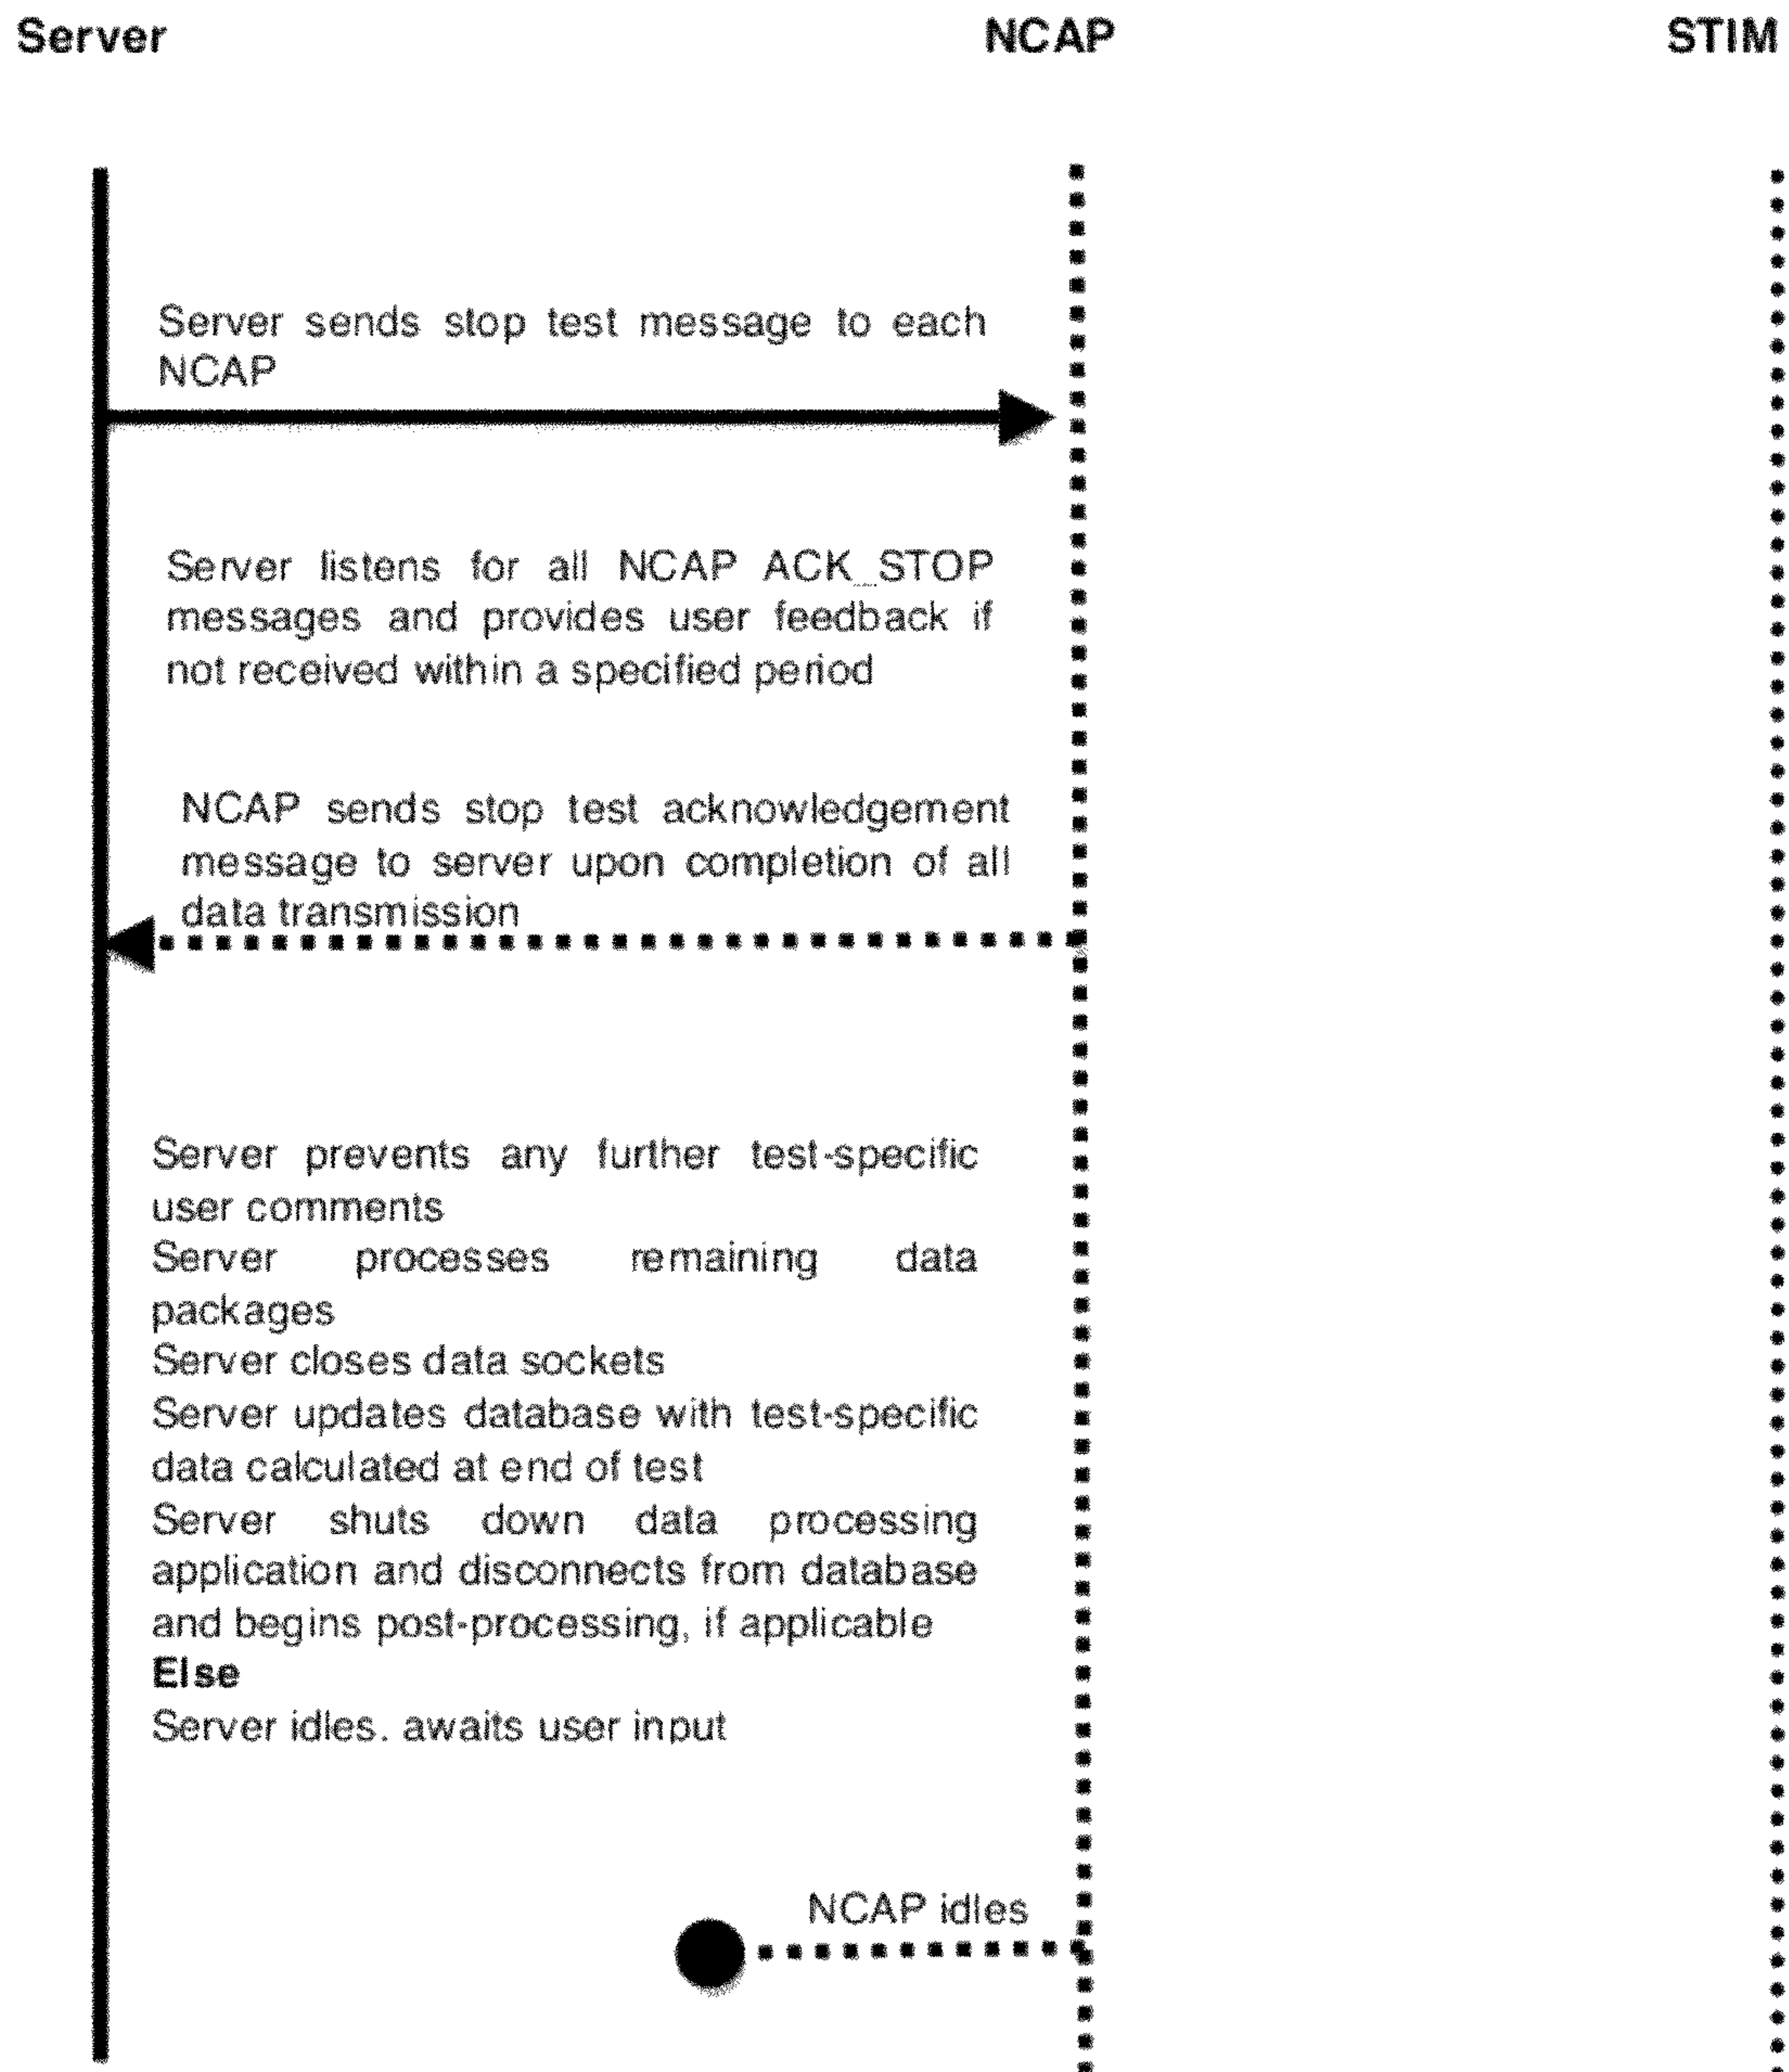 Server NCAP STIM
Server sends stop test message to each
NCAP
Server listens for all NCAP ACK_STOP
messages and provides user feedback if
not received within a specified period
NCAP sends stop test acknowledgement
message to server upon completion of all
data transmission
Server prevents any further test-specific
user comments
Server processes remaining data
packages
Server closes data sockets
Server updates database with test-specific
data calculated at end of test
Server shuts down data processing
application and disconnects from database
and begins post-processing, if applicable
Else
Server idles. awaits user input
NCAP idles